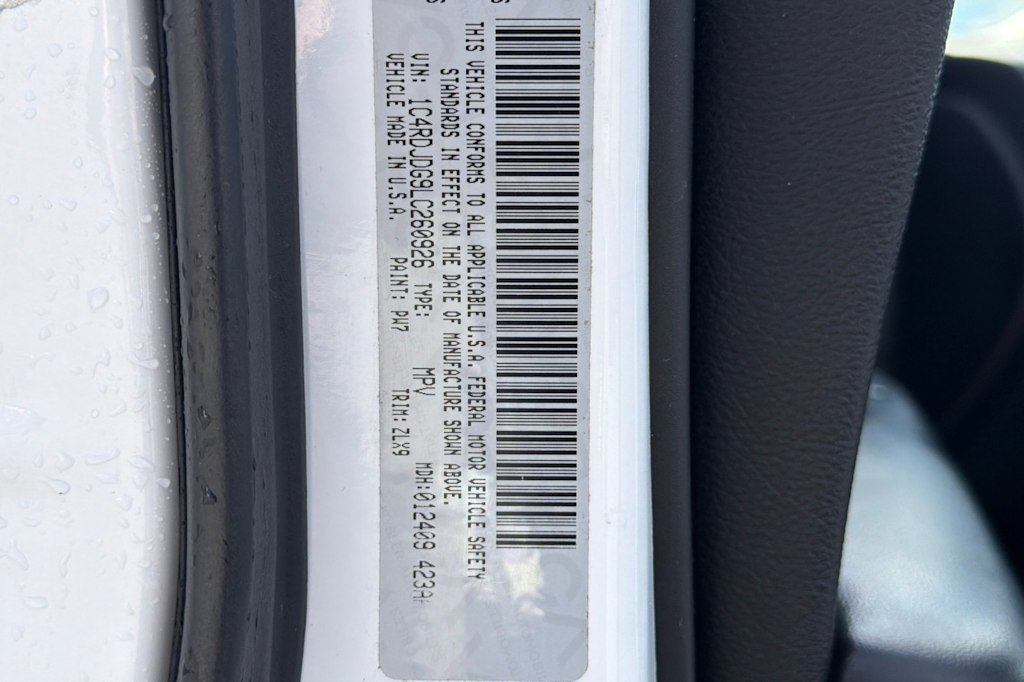 THIS VEHICLE CONFORMS TO ALL APPLICABLE U.S.A. FEDERAL MOTOR VEHICLE SAFETY
STANDARDS IN EFFECT ON THE DATE OF MANUFACTURE SHOWN ABOVE.
VIN: 1C4RDJDG9LC260926 TYPE: MPV MDH:012409 423A
VEHICLE MADE IN U.S.A. PAINT: PW7 TRIM: ZLX9